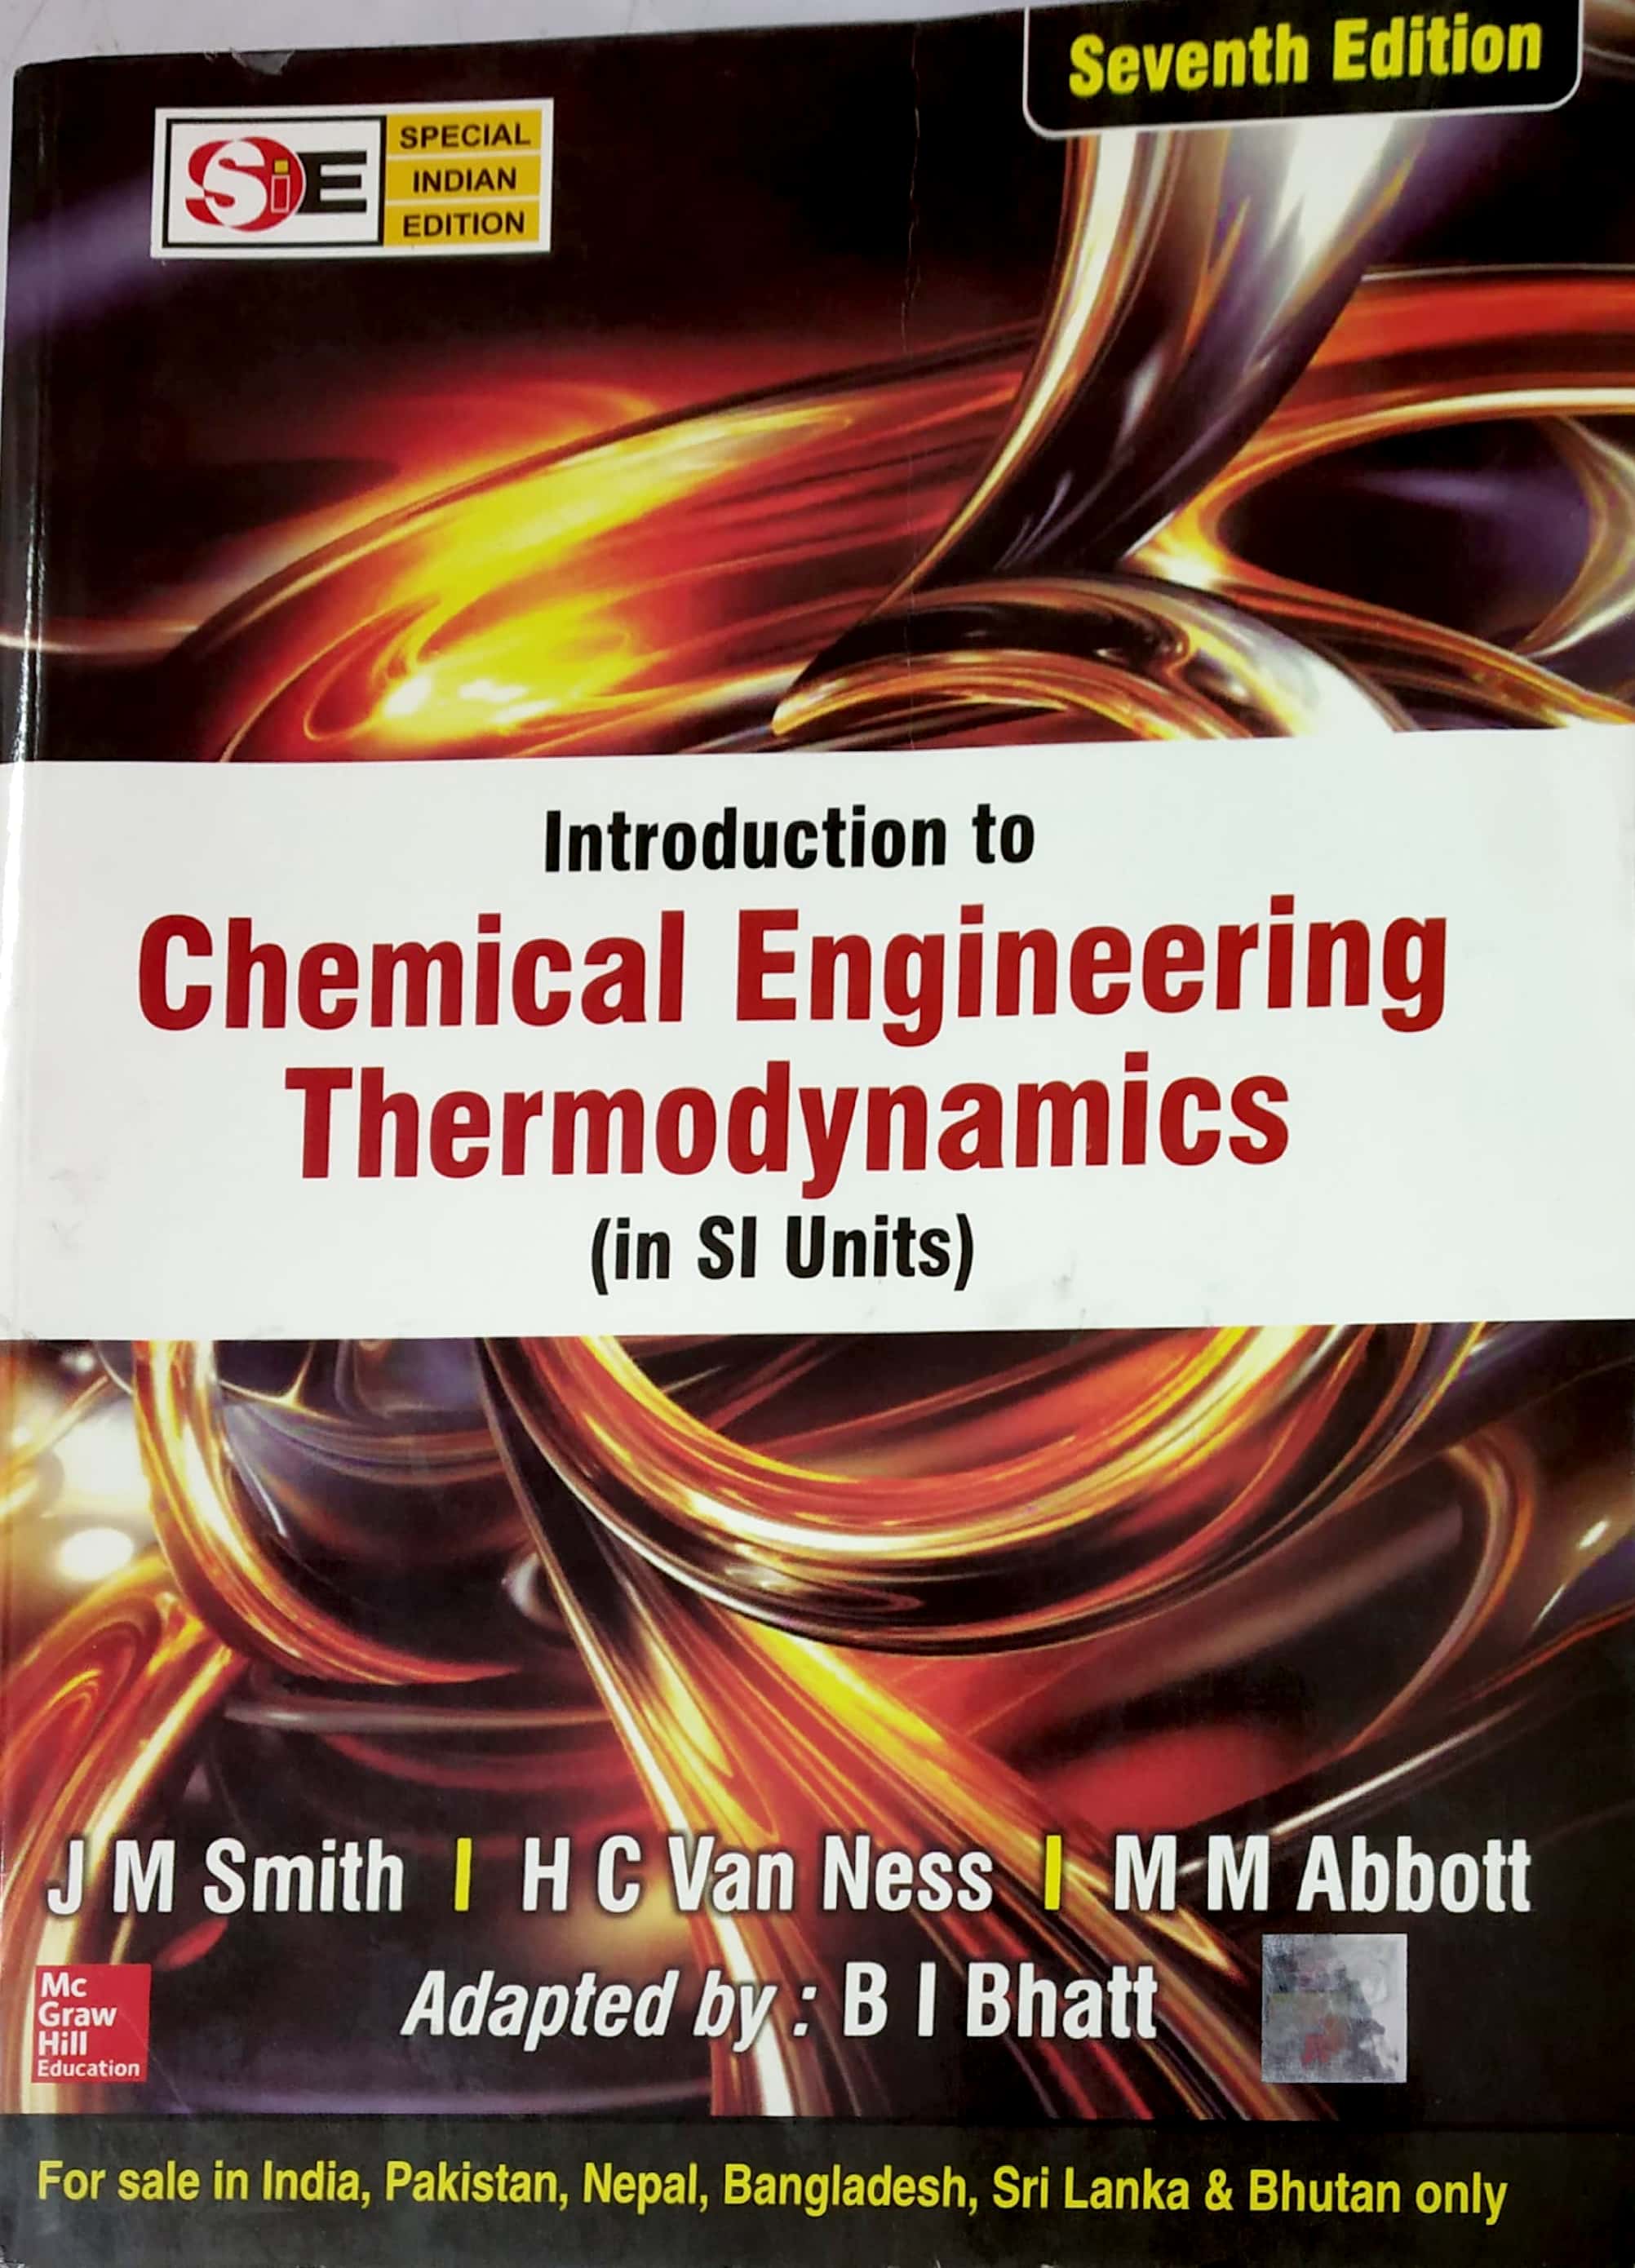 Seventh Edition
SiE
SPECIAL
INDIAN
EDITION
Introduction to
Chemical Engineering
Thermodynamics
(in SI Units)
J M Smith I H C Van Ness I M M Abbott
Adapted by : B I Bhatt
Mc
Graw
Hill
Education
For sale in India, Pakistan, Nepal, Bangladesh, Sri Lanka & Bhutan only